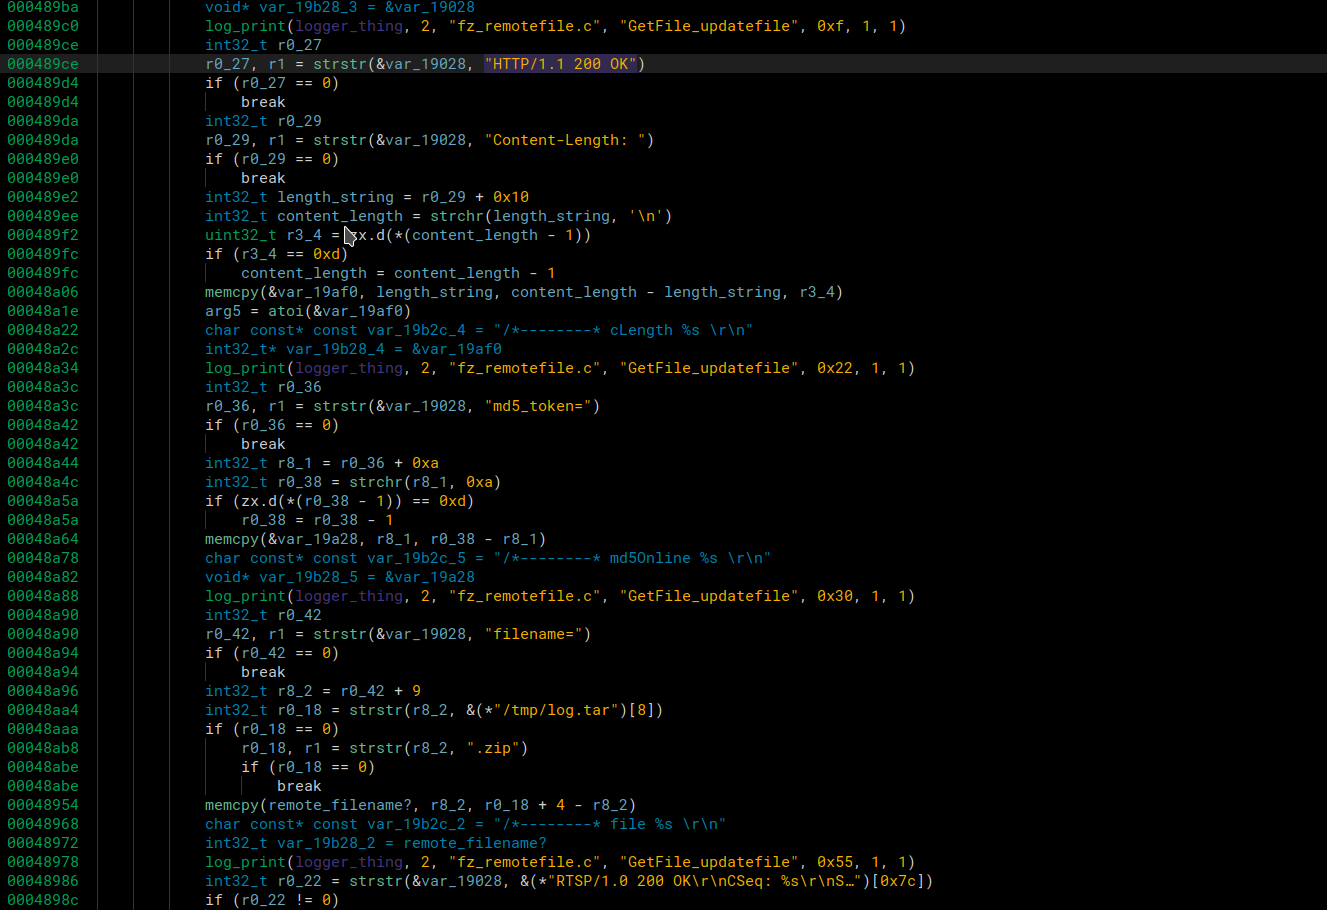 000489ba void* var_19b28_3 = &var_19028
000489c0 log_print(logger_thing, 2, "fz_remotefile.c", "GetFile_updatefile", 0xf, 1, 1)
000489ce int32_t r0_27
000489ce r0_27, r1 = strstr(&var_19028, "HTTP/1.1 200 OK")
000489d4 if (r0_27 == 0)
000489d4 break
000489da int32_t r0_29
000489da r0_29, r1 = strstr(&var_19028, "Content-Length: ")
000489e0 if (r0_29 == 0)
000489e0 break
000489e2 int32_t length_string = r0_29 + 0x10
000489ee int32_t content_length = strchr(length_string, '\n')
000489f2 uint32_t r3_4 = zx.d(*(content_length - 1))
000489fc if (r3_4 == 0xd)
000489fc content_length = content_length - 1
00048a06 memcpy(&var_19af0, length_string, content_length - length_string, r3_4)
00048a1e arg5 = atoi(&var_19af0)
00048a22 char const* const var_19b2c_4 = "/*--------* cLength %s \r\n"
00048a2c int32_t* var_19b28_4 = &var_19af0
00048a34 log_print(logger_thing, 2, "fz_remotefile.c", "GetFile_updatefile", 0x22, 1, 1)
00048a3c int32_t r0_36
00048a3c r0_36, r1 = strstr(&var_19028, "md5_token=")
00048a42 if (r0_36 == 0)
00048a42 break
00048a44 int32_t r8_1 = r0_36 + 0xa
00048a4c int32_t r0_38 = strchr(r8_1, 0xa)
00048a5a if (zx.d(*(r0_38 - 1)) == 0xd)
00048a5a r0_38 = r0_38 - 1
00048a64 memcpy(&var_19a28, r8_1, r0_38 - r8_1)
00048a78 char const* const var_19b2c_5 = "/*--------* md5Online %s \r\n"
00048a82 void* var_19b28_5 = &var_19a28
00048a88 log_print(logger_thing, 2, "fz_remotefile.c", "GetFile_updatefile", 0x30, 1, 1)
00048a90 int32_t r0_42
00048a90 r0_42, r1 = strstr(&var_19028, "filename=")
00048a94 if (r0_42 == 0)
00048a94 break
00048a96 int32_t r8_2 = r0_42 + 9
00048aa4 int32_t r0_18 = strstr(r8_2, &(*"/tmp/log.tar")[8])
00048aaa if (r0_18 == 0)
00048ab8 r0_18, r1 = strstr(r8_2, ".zip")
00048abe if (r0_18 == 0)
00048abe break
00048954 memcpy(remote_filename?, r8_2, r0_18 + 4 - r8_2)
00048968 char const* const var_19b2c_2 = "/*--------* file %s \r\n"
00048972 int32_t var_19b28_2 = remote_filename?
00048978 log_print(logger_thing, 2, "fz_remotefile.c", "GetFile_updatefile", 0x55, 1, 1)
00048986 int32_t r0_22 = strstr(&var_19028, &(*"RTSP/1.0 200 OK\r\nCSeq: %s\r\nS…")[0x7c])
0004898c if (r0_22 != 0)